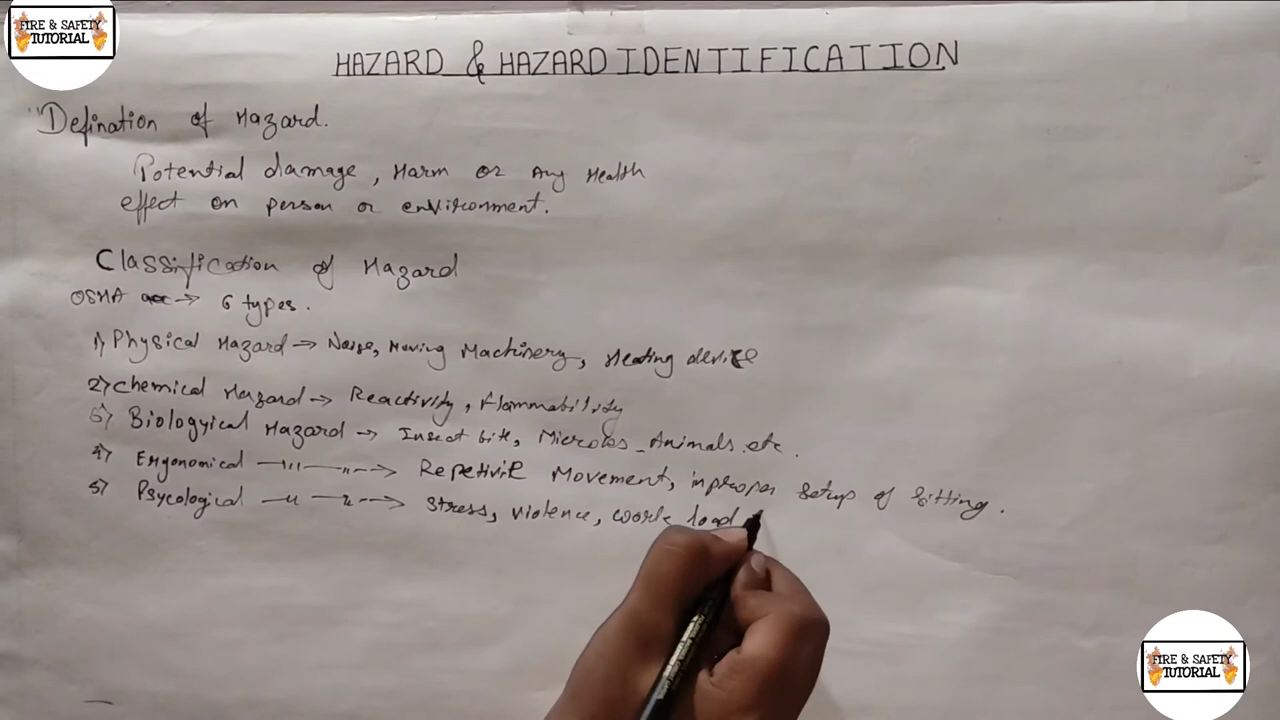 FIRE & SAFETY
TUTORIAL
HAZARD & HAZARD IDENTIFICATION
"Defination of Hazard.
Potential damage, Harm or Any Health
effect on person or environment.
Classification of Hazard
OSHA → 6 types.
1) Physical Hazard → Noise, Moving Machinery, Heating device
2) Chemical Hazard → Reactivity, Flammability
3) Biologyical Hazard → Insect bite, Microbes, Animals etc.
4) Ergonomical —"— " --> Repetivie Movement, inproper setup of sitting.
5) Psycological —"— " --> Stress, violence, work load
FIRE & SAFETY
TUTORIAL